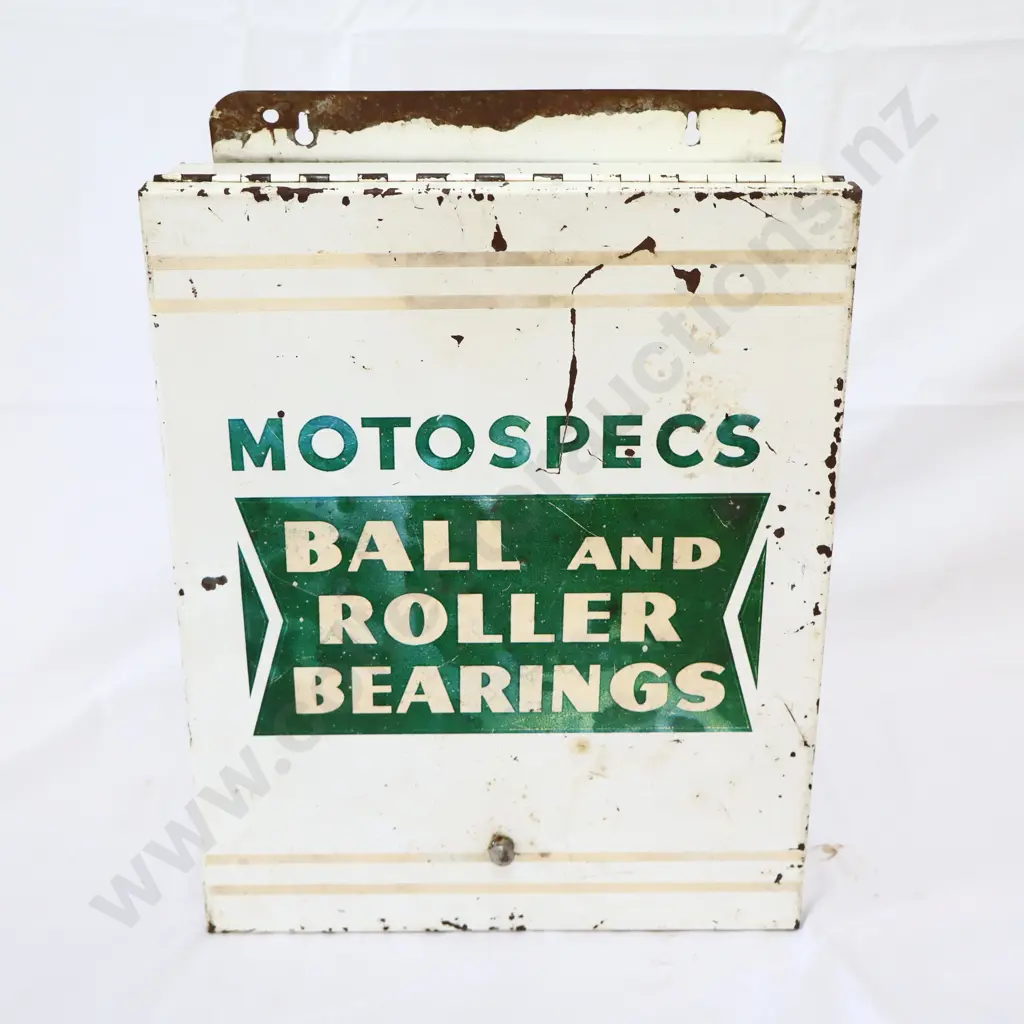 MOTOSPECS
BALL AND
ROLLER
BEARINGS